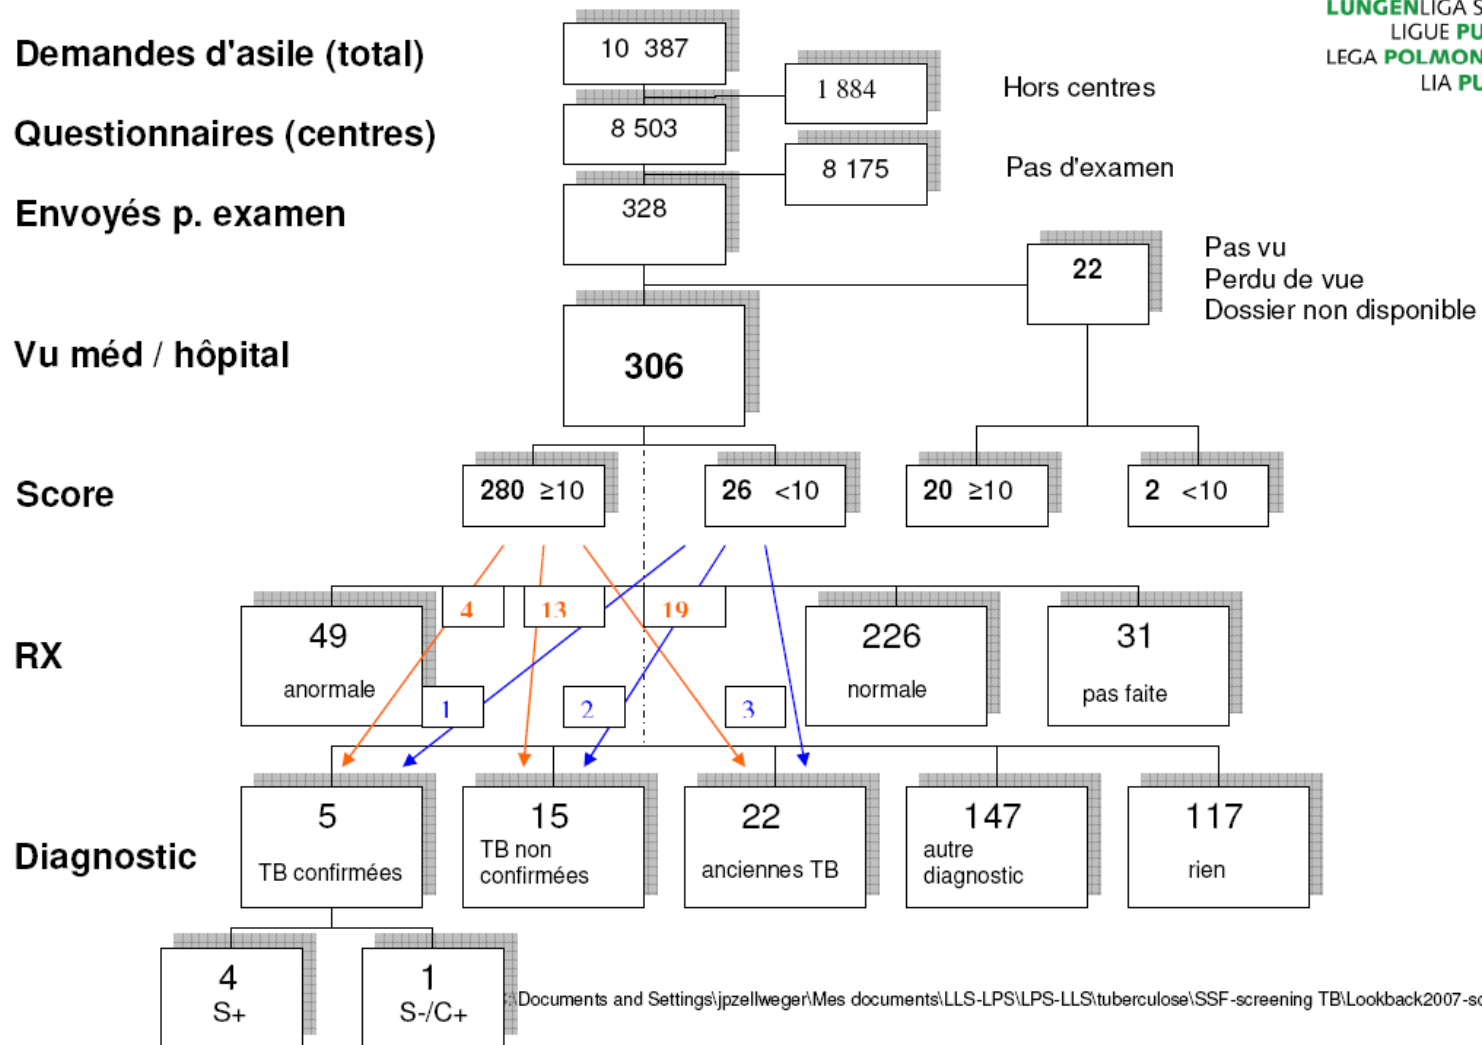 LUNGENLIGA S
LIGUE PU
LEGA POLMON
LIA PU
Demandes d'asile (total)
10 387
1 884
Hors centres
Questionnaires (centres)
8 503
8 175
Pas d'examen
Envoyés p. examen
328
22
Pas vu
Perdu de vue
Dossier non disponible
Vu méd / hôpital
306
Score
280 ≥10
26 <10
20 ≥10
2 <10
4
13
19
RX
49
anormale
226
normale
31
pas faite
1
2
3
Diagnostic
5
TB confirmées
15
TB non
confirmées
22
anciennes TB
147
autre
diagnostic
117
rien
4
S+
1
S-/C+
:\Documents and Settings\jpzellweger\Mes documents\LLS-LPS\LPS-LLS\tuberculose\SSF-screening TB\Lookback2007-sc